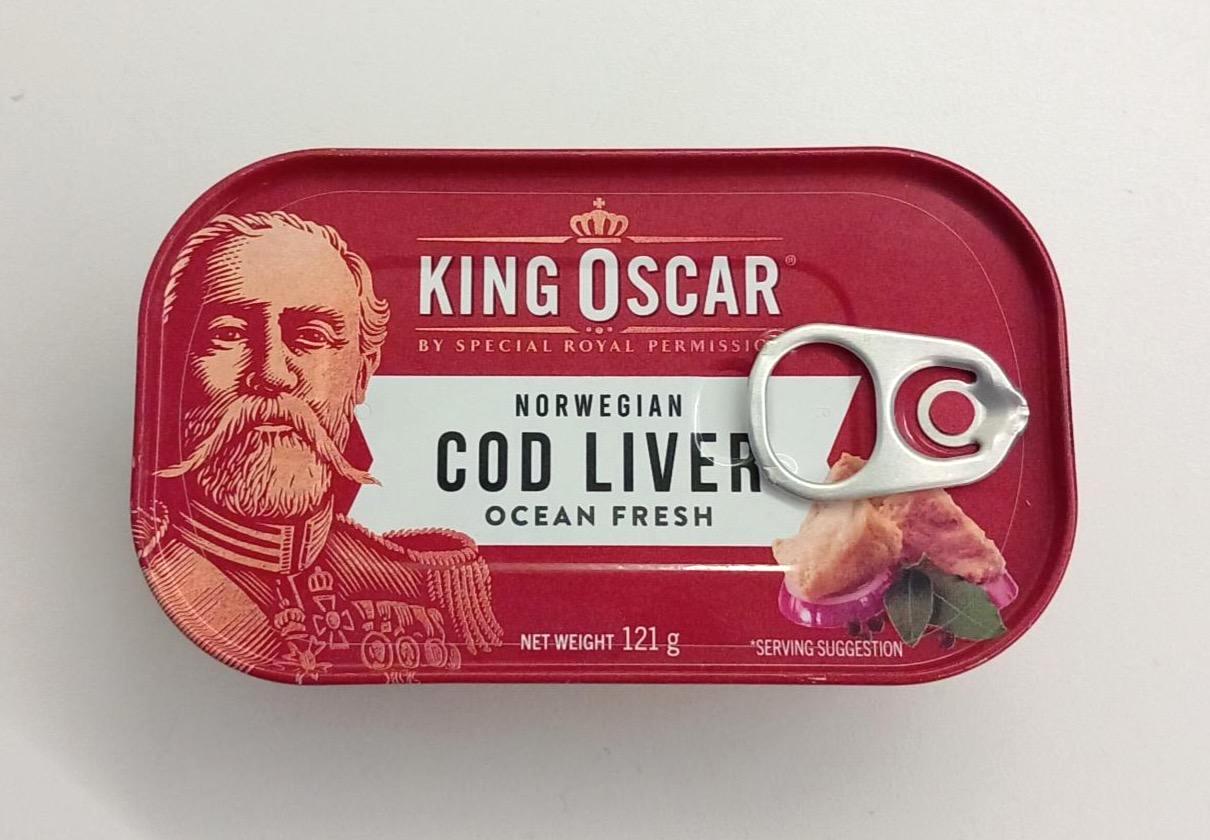 KING OSCAR®
BY SPECIAL ROYAL PERMISSIO
NORWEGIAN
COD LIVER
OCEAN FRESH
NET WEIGHT 121 g
*SERVING SUGGESTION